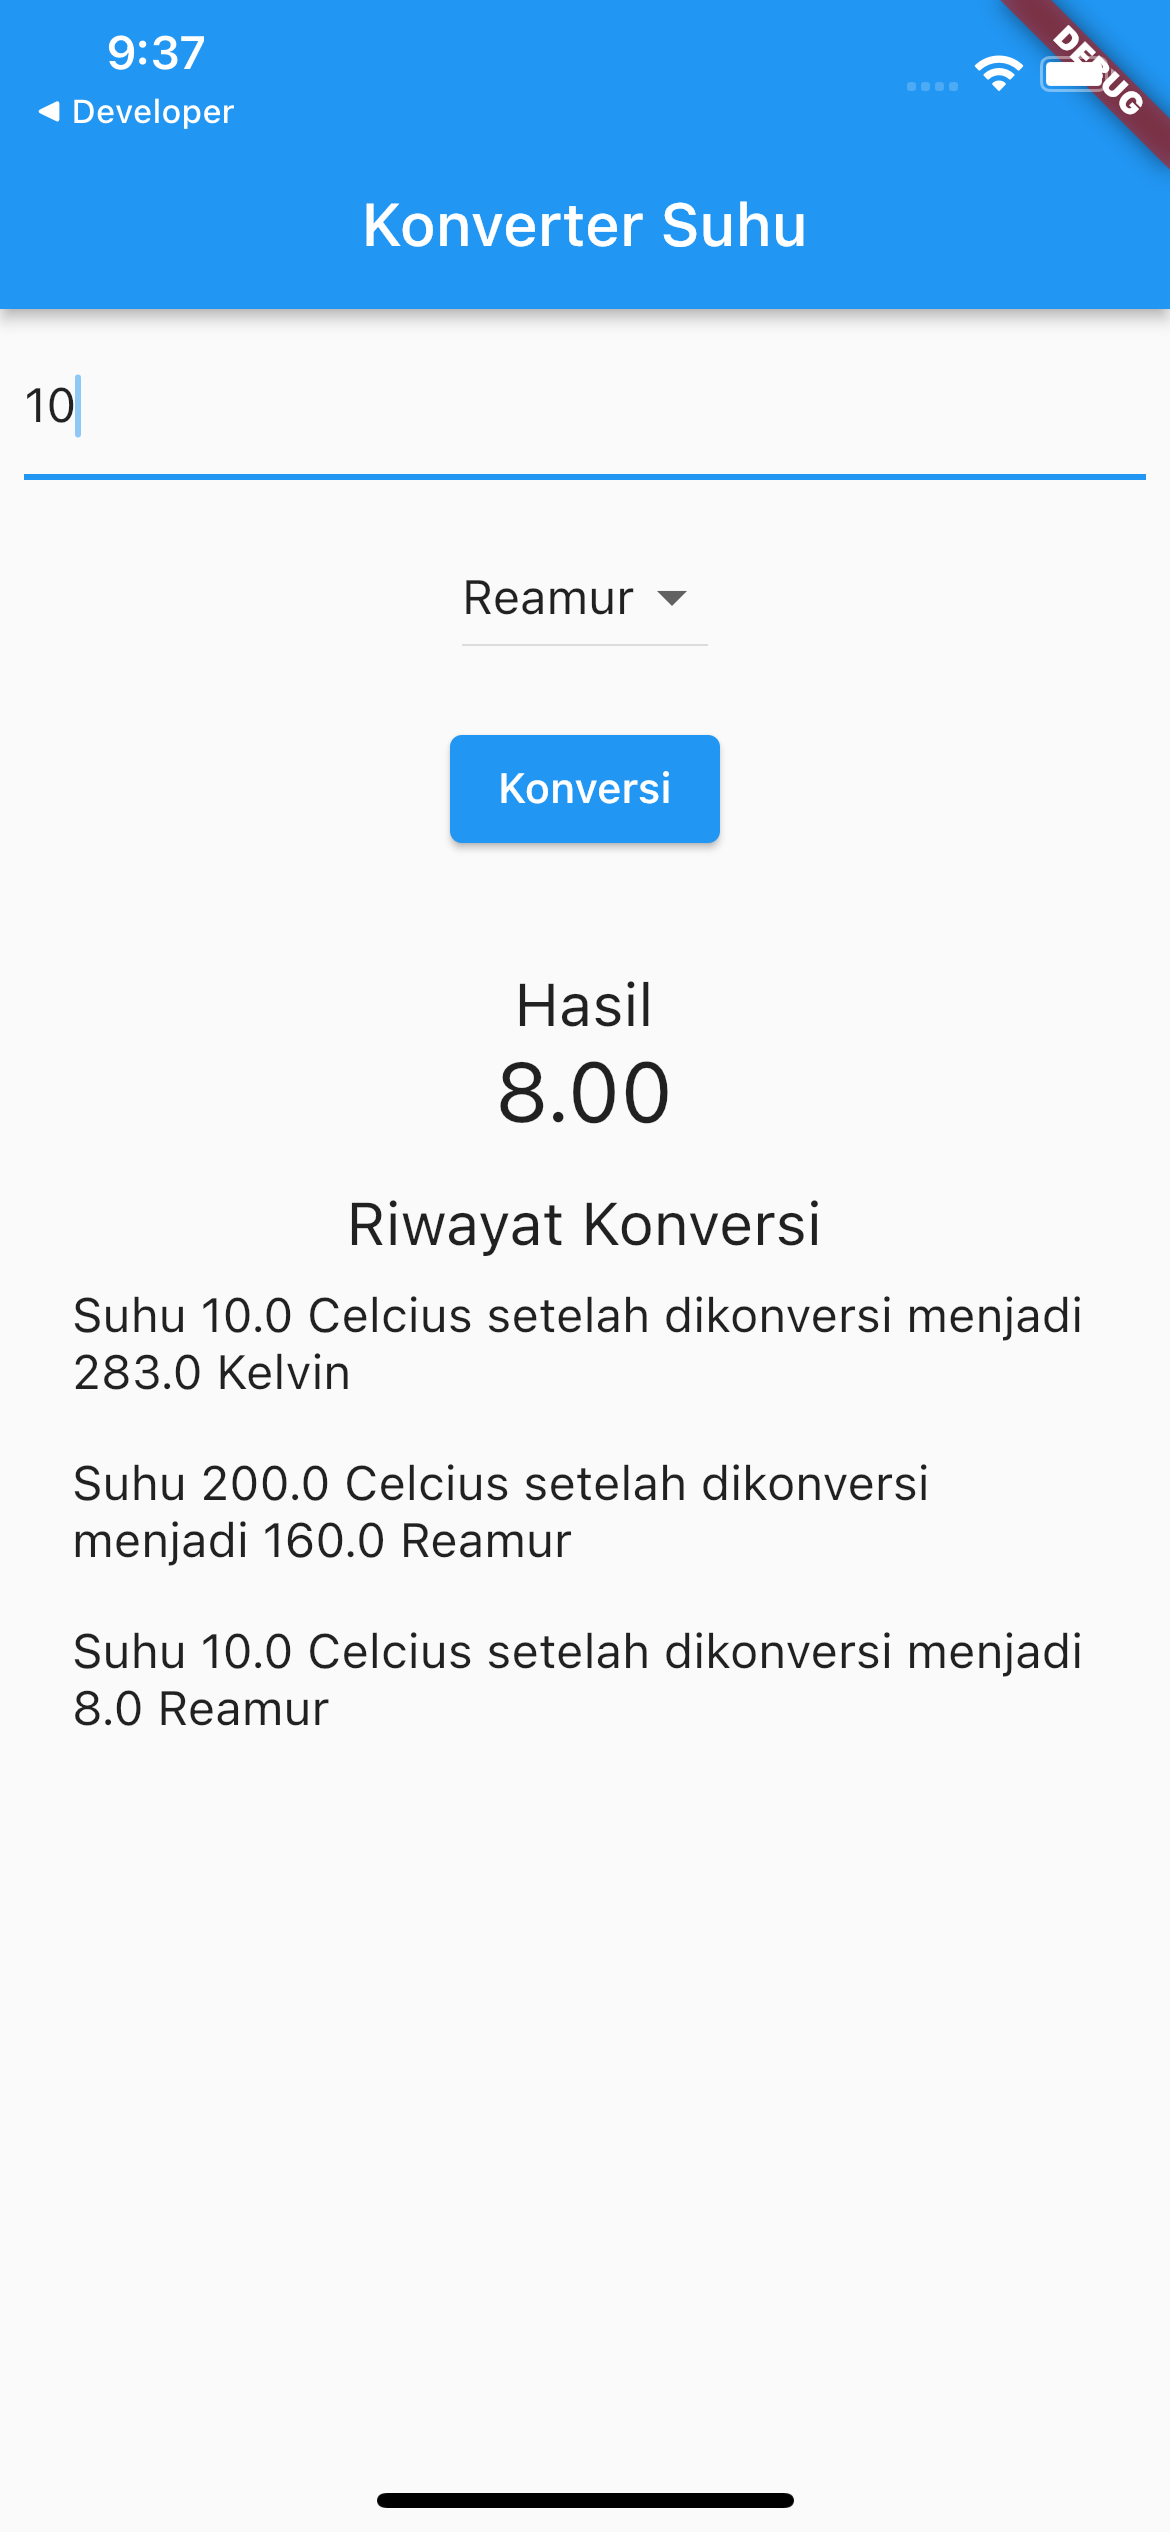 9:37
◀ Developer
DEBUG
Konverter Suhu
10
Reamur
Konversi
Hasil
8.00
Riwayat Konversi
Suhu 10.0 Celcius setelah dikonversi menjadi
283.0 Kelvin
Suhu 200.0 Celcius setelah dikonversi
menjadi 160.0 Reamur
Suhu 10.0 Celcius setelah dikonversi menjadi
8.0 Reamur